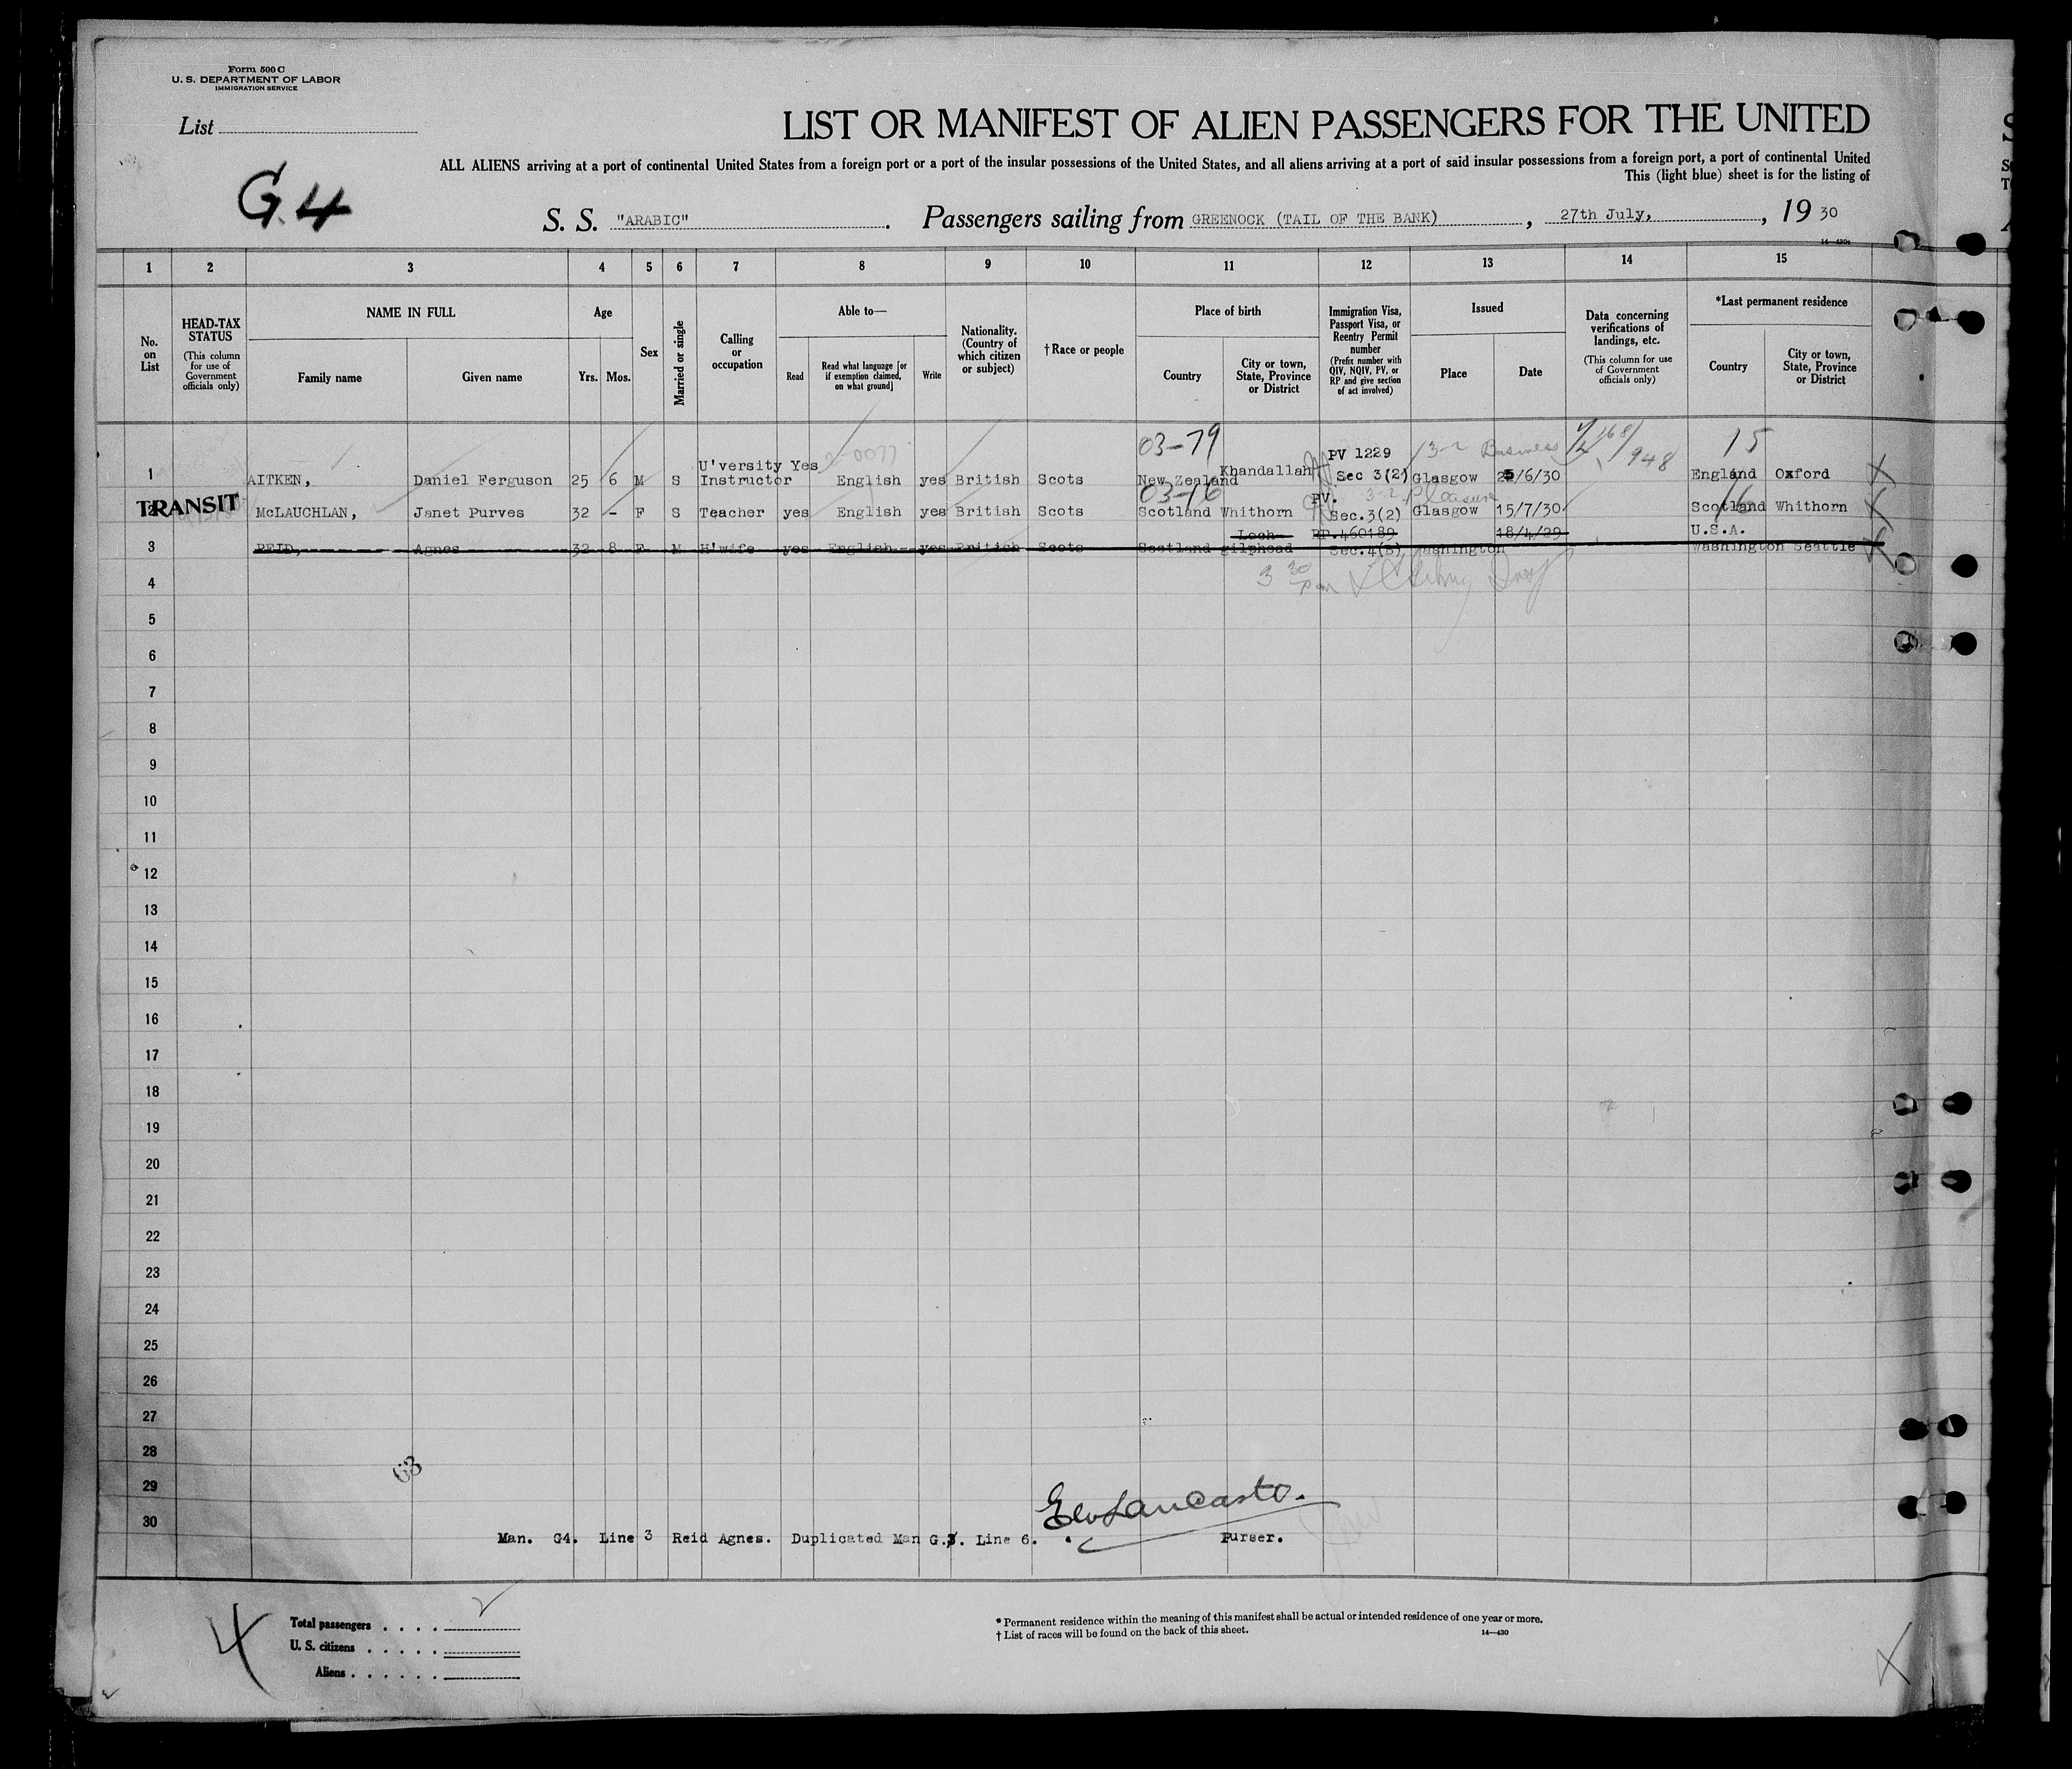 Form 500 C
U. S. DEPARTMENT OF LABOR
IMMIGRATION SERVICE
List
LIST OR MANIFEST OF ALIEN PASSENGERS FOR THE UNITED
ALL ALIENS arriving at a port of continental United States from a foreign port or a port of the insular possessions of the United States, and all aliens arriving at a port of said insular possessions from a foreign port, a port of continental United
This (light blue) sheet is for the listing of
G.4
S. S. "ARABIC". Passengers sailing from GREENOCK (TAIL OF THE BANK), 27th July, 19 30
1 2 3 4 5 6 7 8 9 10 11 12 13 14 15
No. on List
HEAD-TAX STATUS
(This column for use of Government officials only)
NAME IN FULL
Family name
Given name
Age
Yrs.
Mos.
Sex
Married or single
Calling or occupation
Able to—
Read
Read what language [or if exemption claimed, on what ground]
Write
Nationality. (Country of which citizen or subject)
†Race or people
Place of birth
Country
City or town, State, Province or District
Immigration Visa, Passport Visa, or Reentry Permit number
(Prefix number with QIV, NQIV, PV, or RP and give section of act involved)
Issued
Place
Date
Data concerning verifications of landings, etc.
(This column for use of Government officials only)
*Last permanent residence
Country
City or town, State, Province or District
03-79 3-2 Business 948 15
1 AITKEN, Daniel Ferguson 25 6 M S U'versity Instructor Yes English yes British Scots New Zealand Khandallah PV 1229 Sec 3(2) Glasgow 25/6/30 England Oxford
03-16 3-2 Pleasure 16
TRANSIT
2 McLAUCHLAN, Janet Purves 32 - F S Teacher yes English yes British Scots Scotland Whithorn PV. Sec.3(2) Glasgow 15/7/30 Scotland Whithorn
3 REID, Agnes 32 8 F M H'wife yes English yes British Scots Scotland Loch-gilphead RP.460189 Sec.4(b) Washington 18/4/29 U.S.A. Washington Seattle
3 30 pm
4
5
6
7
8
9
10
11
12
13
14
15
16
17
18
19
20
21
22
23
24
25
26
27
28
29
30
63
Man. G4. Line 3 Reid Agnes. Duplicated Man G.3. Line 6. Purser.
4
Total passengers
U. S. citizens
Aliens
* Permanent residence within the meaning of this manifest shall be actual or intended residence of one year or more.
† List of races will be found on the back of this sheet.
14—430